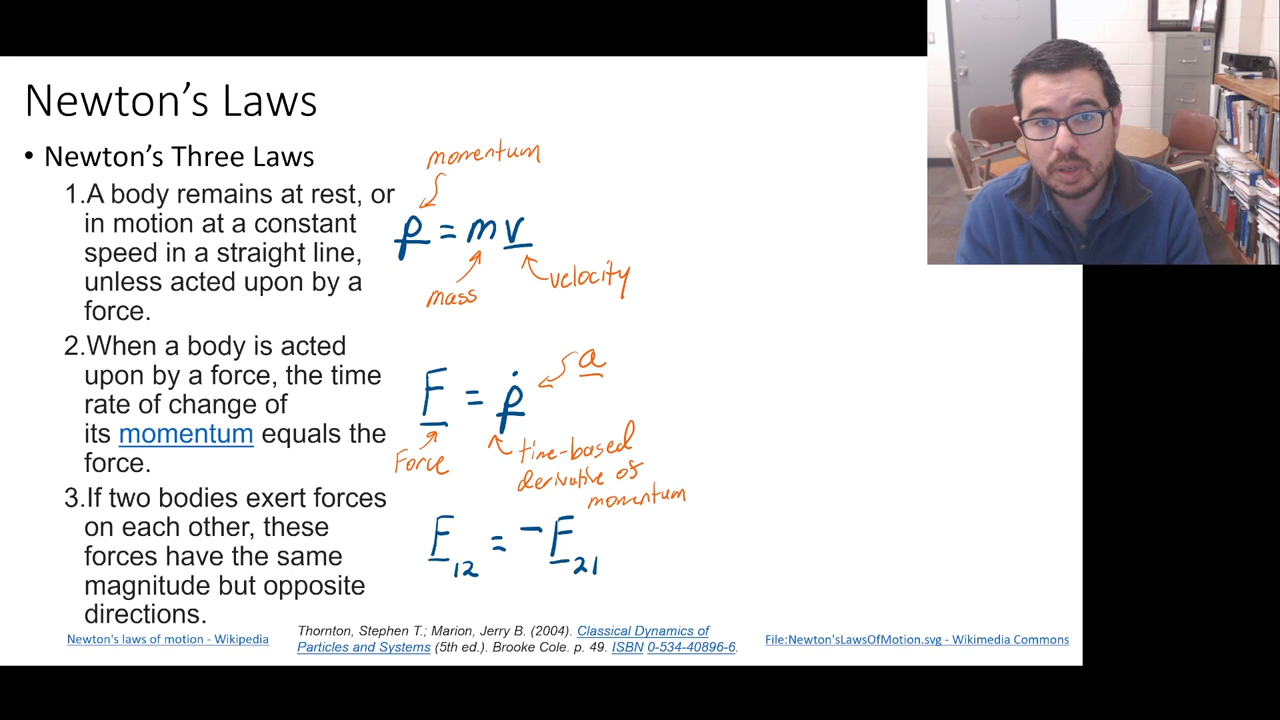 Newton's Laws
• Newton's Three Laws
1.A body remains at rest, or
in motion at a constant
speed in a straight line,
unless acted upon by a
force.
momentum
p = mv
mass
velocity
2.When a body is acted
upon by a force, the time
rate of change of
its momentum equals the
force.
a
F = ṗ
Force
time-based
derivative of
momentum
3.If two bodies exert forces
on each other, these
forces have the same
magnitude but opposite
directions.
F12 = -F21
Newton's laws of motion - Wikipedia
Thornton, Stephen T.; Marion, Jerry B. (2004). Classical Dynamics of
Particles and Systems (5th ed.). Brooke Cole. p. 49. ISBN 0-534-40896-6.
File:Newton'sLawsOfMotion.svg - Wikimedia Commons